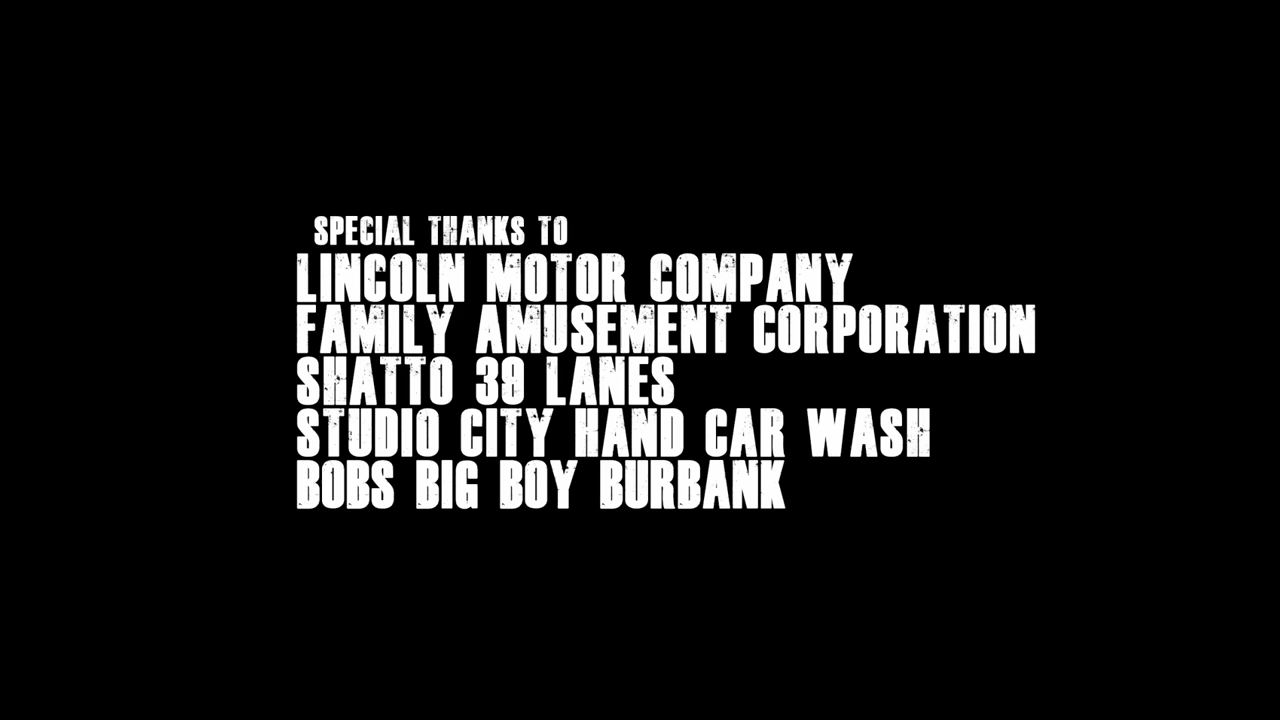 SPECIAL THANKS TO
LINCOLN MOTOR COMPANY
FAMILY AMUSEMENT CORPORATION
SHATTO 39 LANES
STUDIO CITY HAND CAR WASH
BOBS BIG BOY BURBANK